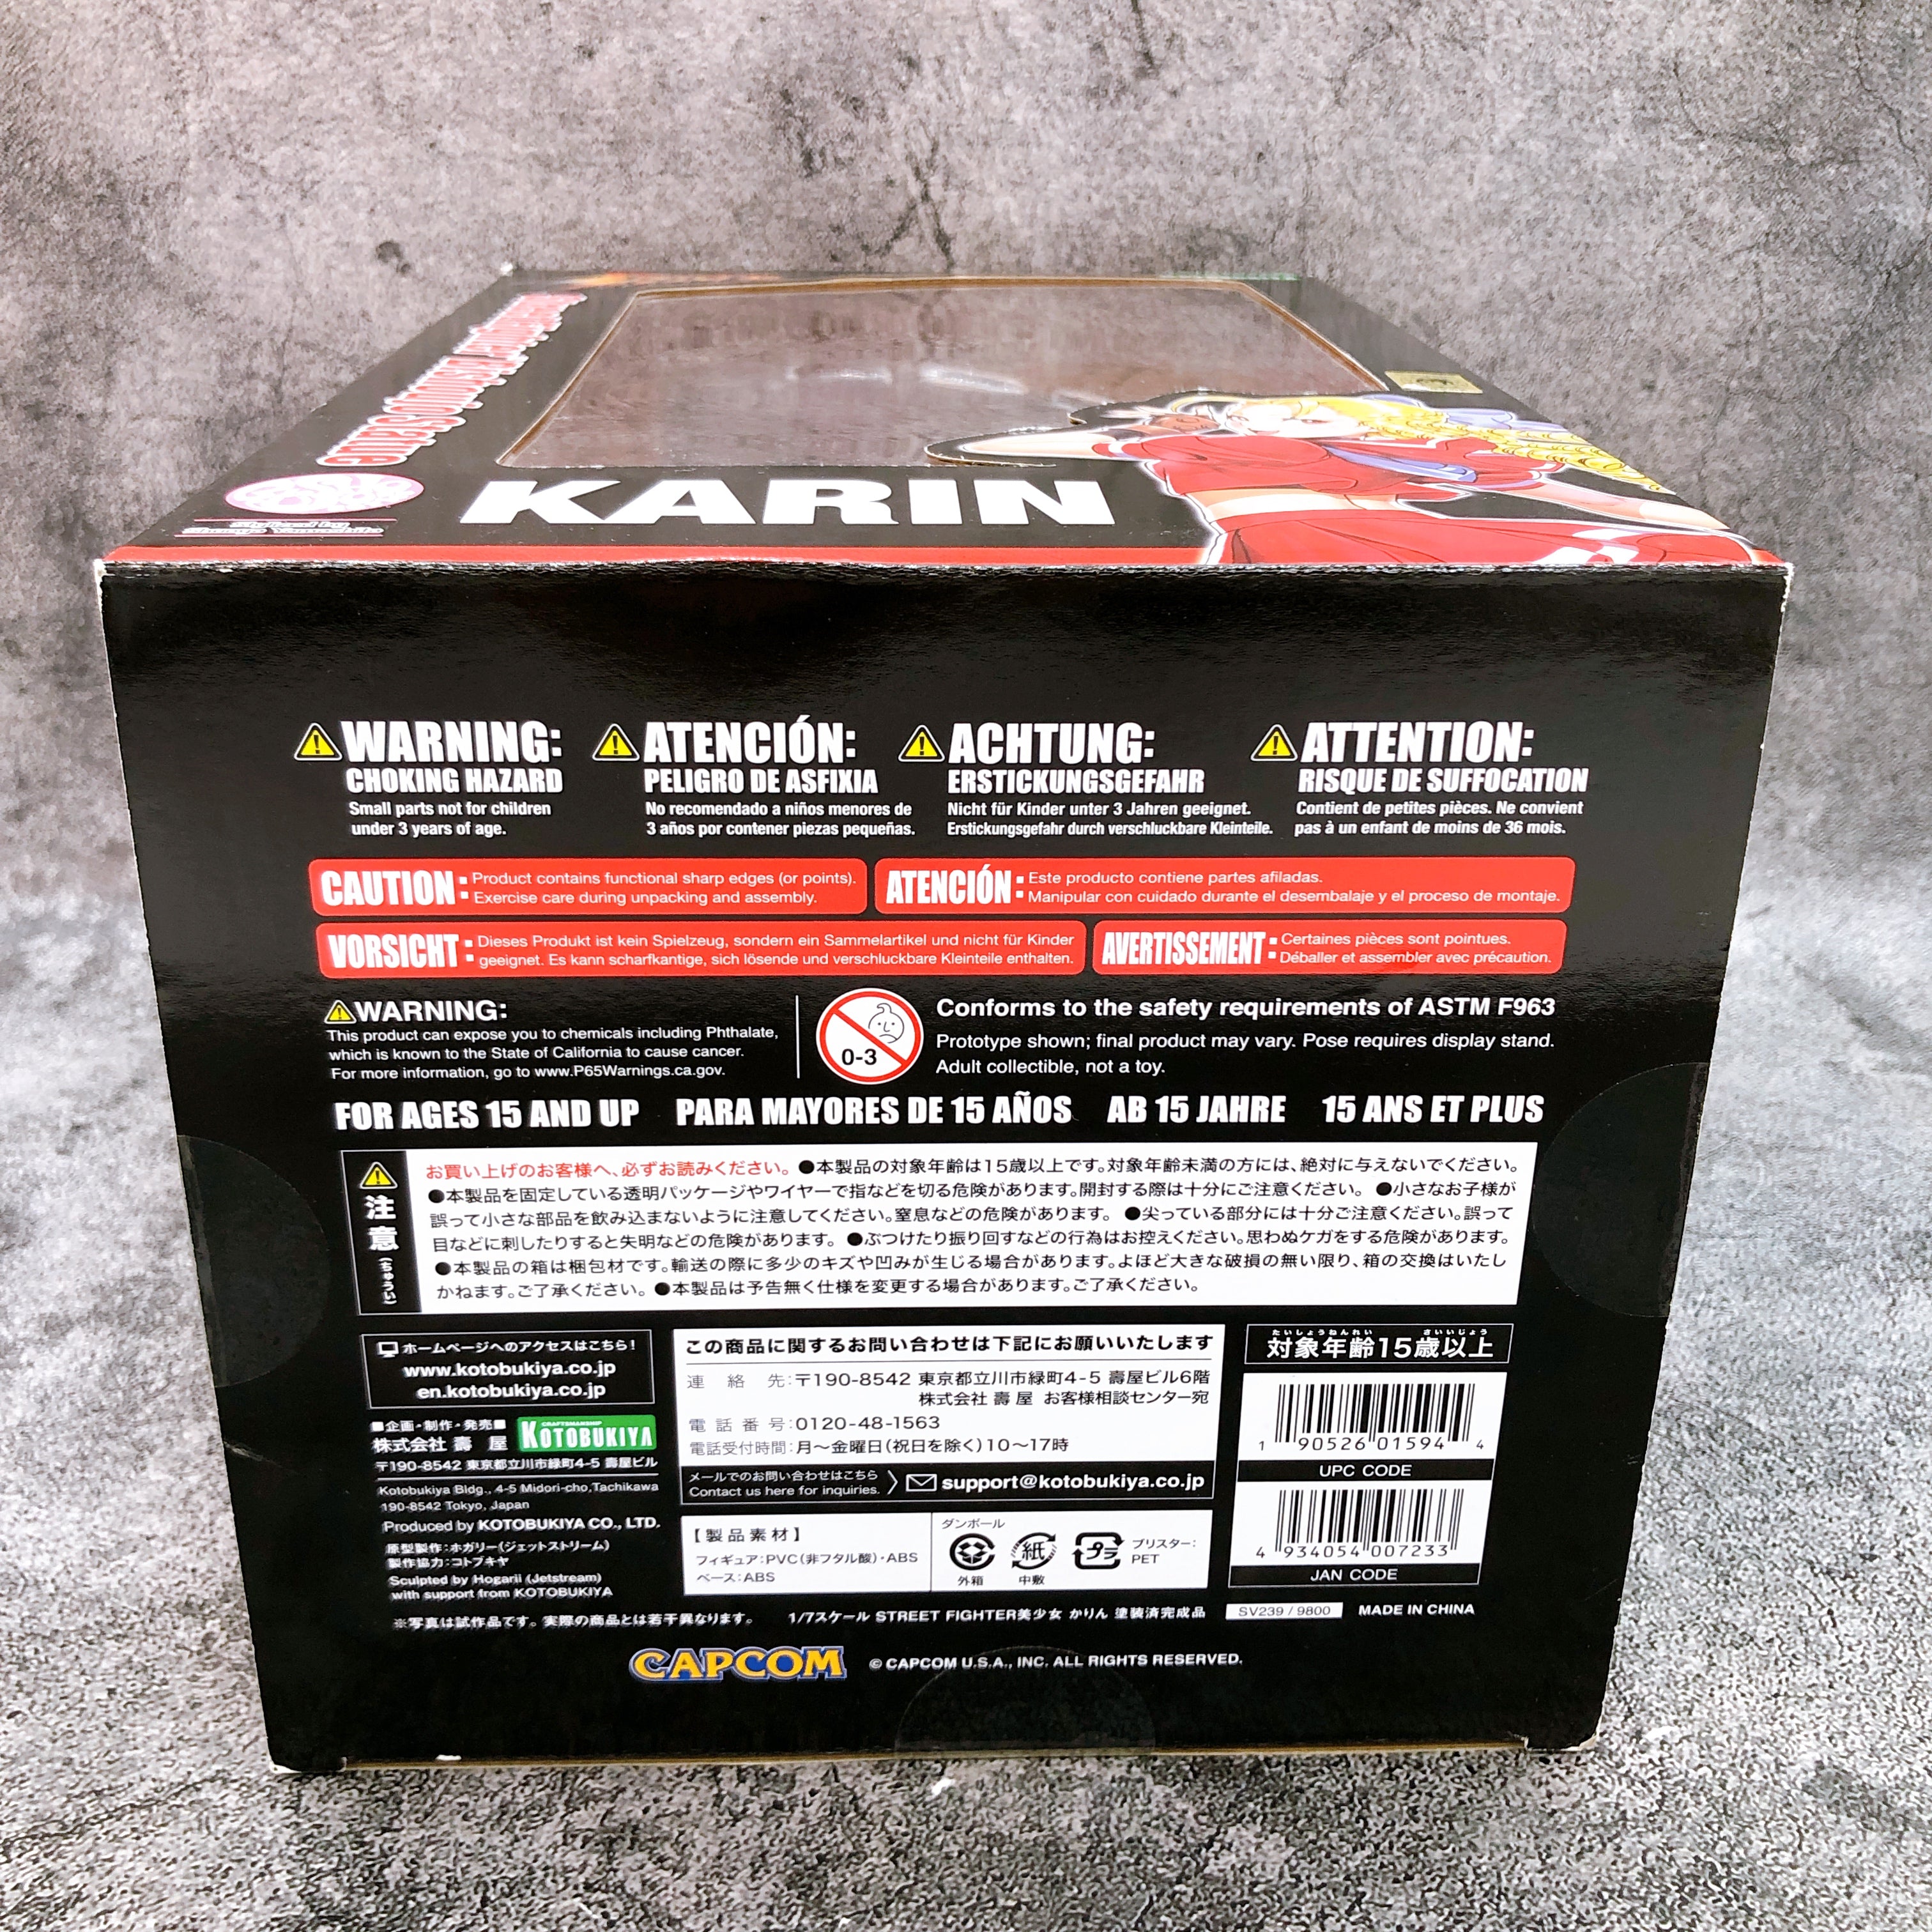 Street Fighter Bishoujo Statue
Stylized by
Shunya Yamashita
KARIN
WARNING:
CHOKING HAZARD
Small parts not for children
under 3 years of age.
ATENCIÓN:
PELIGRO DE ASFIXIA
No recomendado a niños menores de
3 años por contener piezas pequeñas.
ACHTUNG:
ERSTICKUNGSGEFAHR
Nicht für Kinder unter 3 Jahren geeignet.
Erstickungsgefahr durch verschluckbare Kleinteile.
ATTENTION:
RISQUE DE SUFFOCATION
Contient de petites pièces. Ne convient
pas à un enfant de moins de 36 mois.
CAUTION: Product contains functional sharp edges (or points).
Exercise care during unpacking and assembly.
ATENCIÓN: Este producto contiene partes afiladas.
Manipular con cuidado durante el desembalaje y el proceso de montaje.
VORSICHT: Dieses Produkt ist kein Spielzeug, sondern ein Sammelartikel und nicht für Kinder
geeignet. Es kann scharfkantige, sich lösende und verschluckbare Kleinteile enthalten.
AVERTISSEMENT: Certaines pièces sont pointues.
Déballer et assembler avec précaution.
WARNING:
This product can expose you to chemicals including Phthalate,
which is known to the State of California to cause cancer.
For more information, go to www.P65Warnings.ca.gov.
0-3
Conforms to the safety requirements of ASTM F963
Prototype shown; final product may vary. Pose requires display stand.
Adult collectible, not a toy.
FOR AGES 15 AND UP PARA MAYORES DE 15 AÑOS AB 15 JAHRE 15 ANS ET PLUS
注意(ちゅうい)
お買い上げのお客様へ、必ずお読みください。●本製品の対象年齢は15歳以上です。対象年齢未満の方には、絶対に与えないでください。
●本製品を固定している透明パッケージやワイヤーで指などを切る危険があります。開封する際は十分にご注意ください。 ●小さなお子様が
誤って小さな部品を飲み込まないように注意してください。窒息などの危険があります。 ●尖っている部分には十分ご注意ください。誤って
目などに刺したりすると失明などの危険があります。 ●ぶつけたり振り回すなどの行為はお控えください。思わぬケガをする危険があります。
●本製品の箱は梱包材です。輸送の際に多少のキズや凹みが生じる場合があります。よほど大きな破損の無い限り、箱の交換はいたし
かねます。ご了承ください。 ●本製品は予告無く仕様を変更する場合があります。ご了承ください。
ホームページへのアクセスはこちら!
www.kotobukiya.co.jp
en.kotobukiya.co.jp
■企画・制作・発売■
株式会社 壽 屋
CRAFTSMANSHIP
KOTOBUKIYA
〒190-8542 東京都立川市緑町4-5 壽屋ビル
Kotobukiya Bldg., 4-5 Midori-cho,Tachikawa
190-8542 Tokyo, Japan
Produced by KOTOBUKIYA CO., LTD.
原型製作:ホガリー(ジェットストリーム)
製作協力:コトブキヤ
Sculpted by Hogarii (Jetstream)
with support from KOTOBUKIYA
この商品に関するお問い合わせは下記にお願いいたします
連絡先:〒190-8542 東京都立川市緑町4-5 壽屋ビル6階
株式会社 壽 屋 お客様相談センター宛
電話番号:0120-48-1563
電話受付時間:月〜金曜日(祝日を除く)10〜17時
メールでのお問い合わせはこちら
Contact us here for inquiries.
support@kotobukiya.co.jp
【製品素材】
フィギュア:PVC(非フタル酸)・ABS
ベース:ABS
ダンボール
外箱
紙
中敷
プラ
ブリスター:
PET
たいしょうねんれい さいいじょう
対象年齢15歳以上
1 90526 01594 4
UPC CODE
4 934054 007233
JAN CODE
※写真は試作品です。実際の商品とは若干異なります。
1/7スケール STREET FIGHTER美少女 かりん 塗装済完成品
SV239 / 9800
MADE IN CHINA
CAPCOM
© CAPCOM U.S.A., INC. ALL RIGHTS RESERVED.